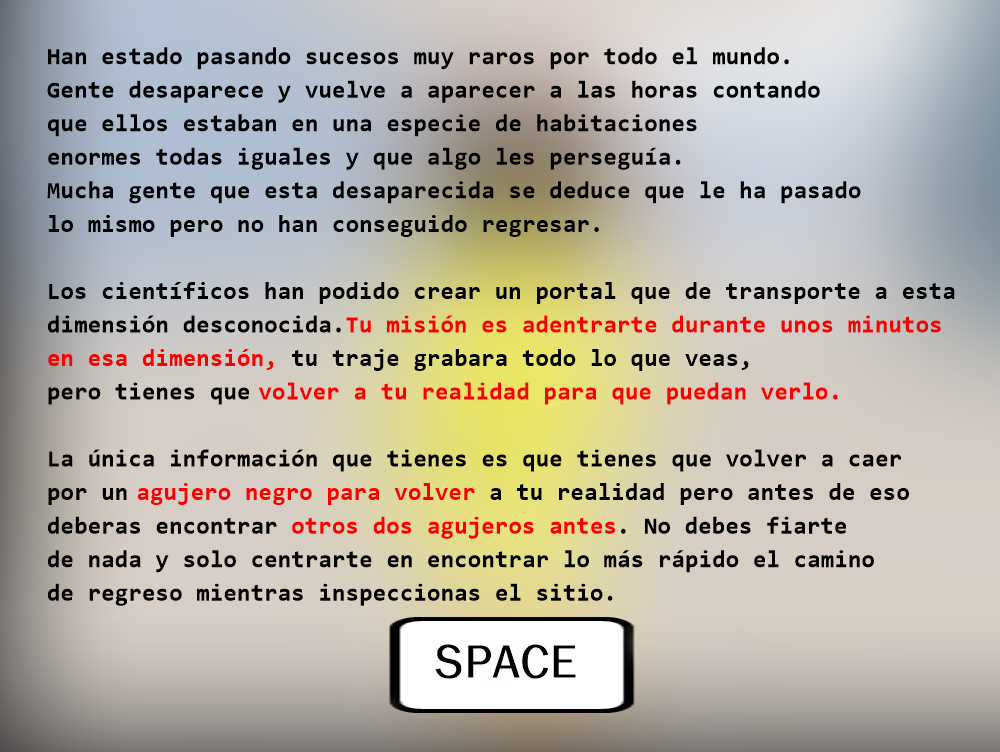 Han estado pasando sucesos muy raros por todo el mundo.
Gente desaparece y vuelve a aparecer a las horas contando
que ellos estaban en una especie de habitaciones
enormes todas iguales y que algo les perseguía.
Mucha gente que esta desaparecida se deduce que le ha pasado
lo mismo pero no han conseguido regresar.
Los científicos han podido crear un portal que de transporte a esta
dimensión desconocida.Tu misión es adentrarte durante unos minutos
en esa dimensión, tu traje grabara todo lo que veas,
pero tienes que volver a tu realidad para que puedan verlo.
La única información que tienes es que tienes que volver a caer
por un agujero negro para volver a tu realidad pero antes de eso
deberas encontrar otros dos agujeros antes. No debes fiarte
de nada y solo centrarte en encontrar lo más rápido el camino
de regreso mientras inspeccionas el sitio.
SPACE